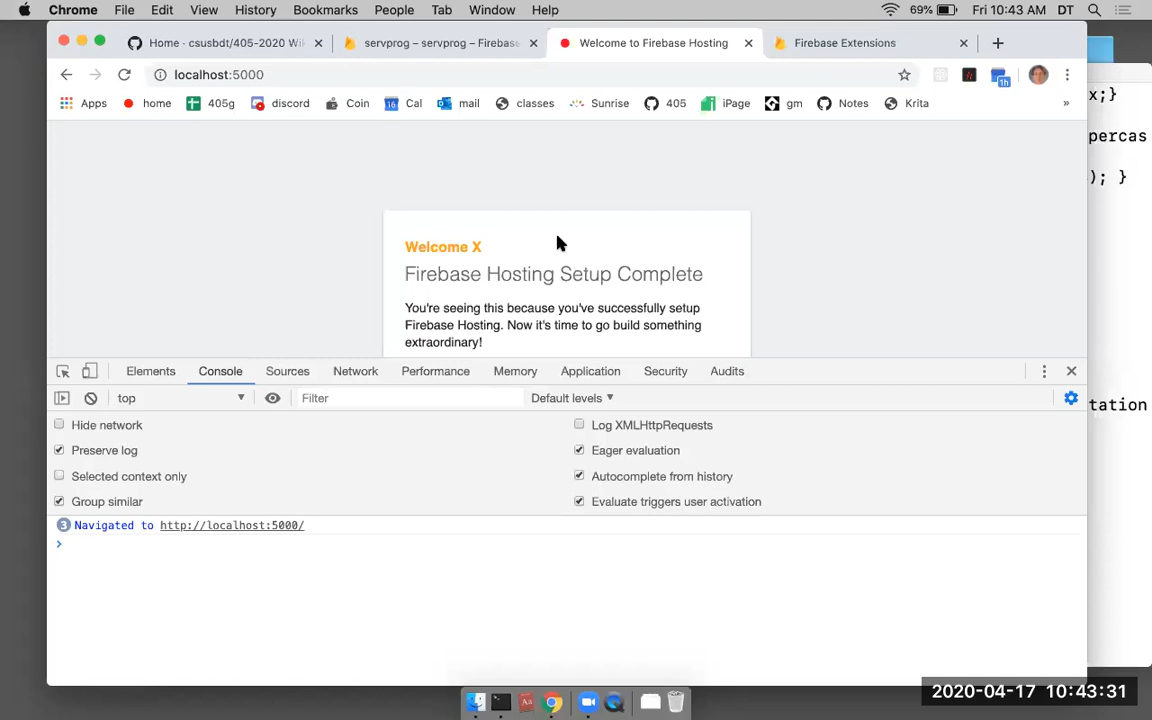 Chrome File Edit View History Bookmarks People Tab Window Help 69% Fri 10:43 AM DT
Home · csusbdt/405-2020 Wik servprog – servprog – Firebase Welcome to Firebase Hosting Firebase Extensions
localhost:5000 1h
Apps home 405g discord Coin 16 Cal mail classes Sunrise 405 iPage gm Notes Krita »
x;}
percas
); }
tation
Welcome X
Firebase Hosting Setup Complete
You're seeing this because you've successfully setup
Firebase Hosting. Now it's time to go build something
extraordinary!
Elements Console Sources Network Performance Memory Application Security Audits
top Filter Default levels
Hide network Log XMLHttpRequests
Preserve log Eager evaluation
Selected context only Autocomplete from history
Group similar Evaluate triggers user activation
3 Navigated to http://localhost:5000/
2020-04-17 10:43:31